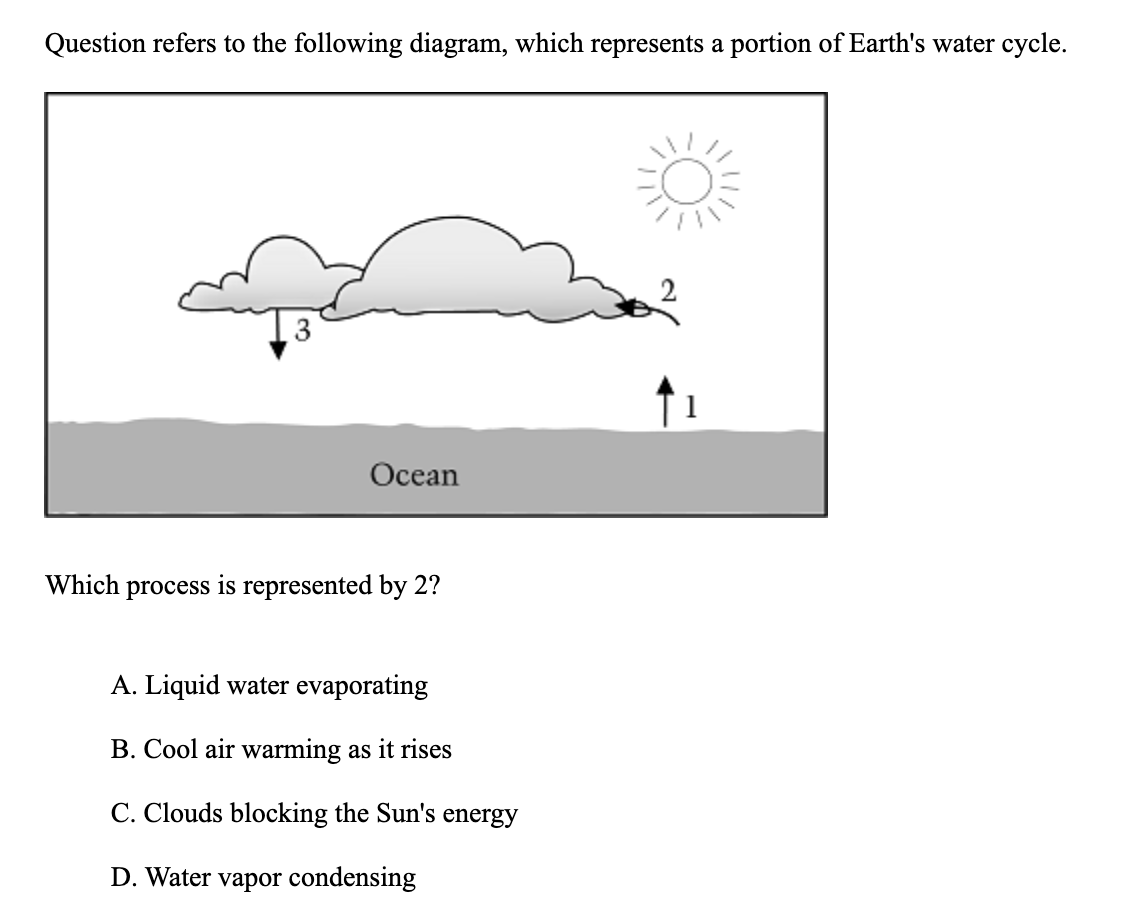 Question refers to the following diagram, which represents a portion of Earth's water cycle.
2
3
1
Ocean
Which process is represented by 2?
A. Liquid water evaporating
B. Cool air warming as it rises
C. Clouds blocking the Sun's energy
D. Water vapor condensing